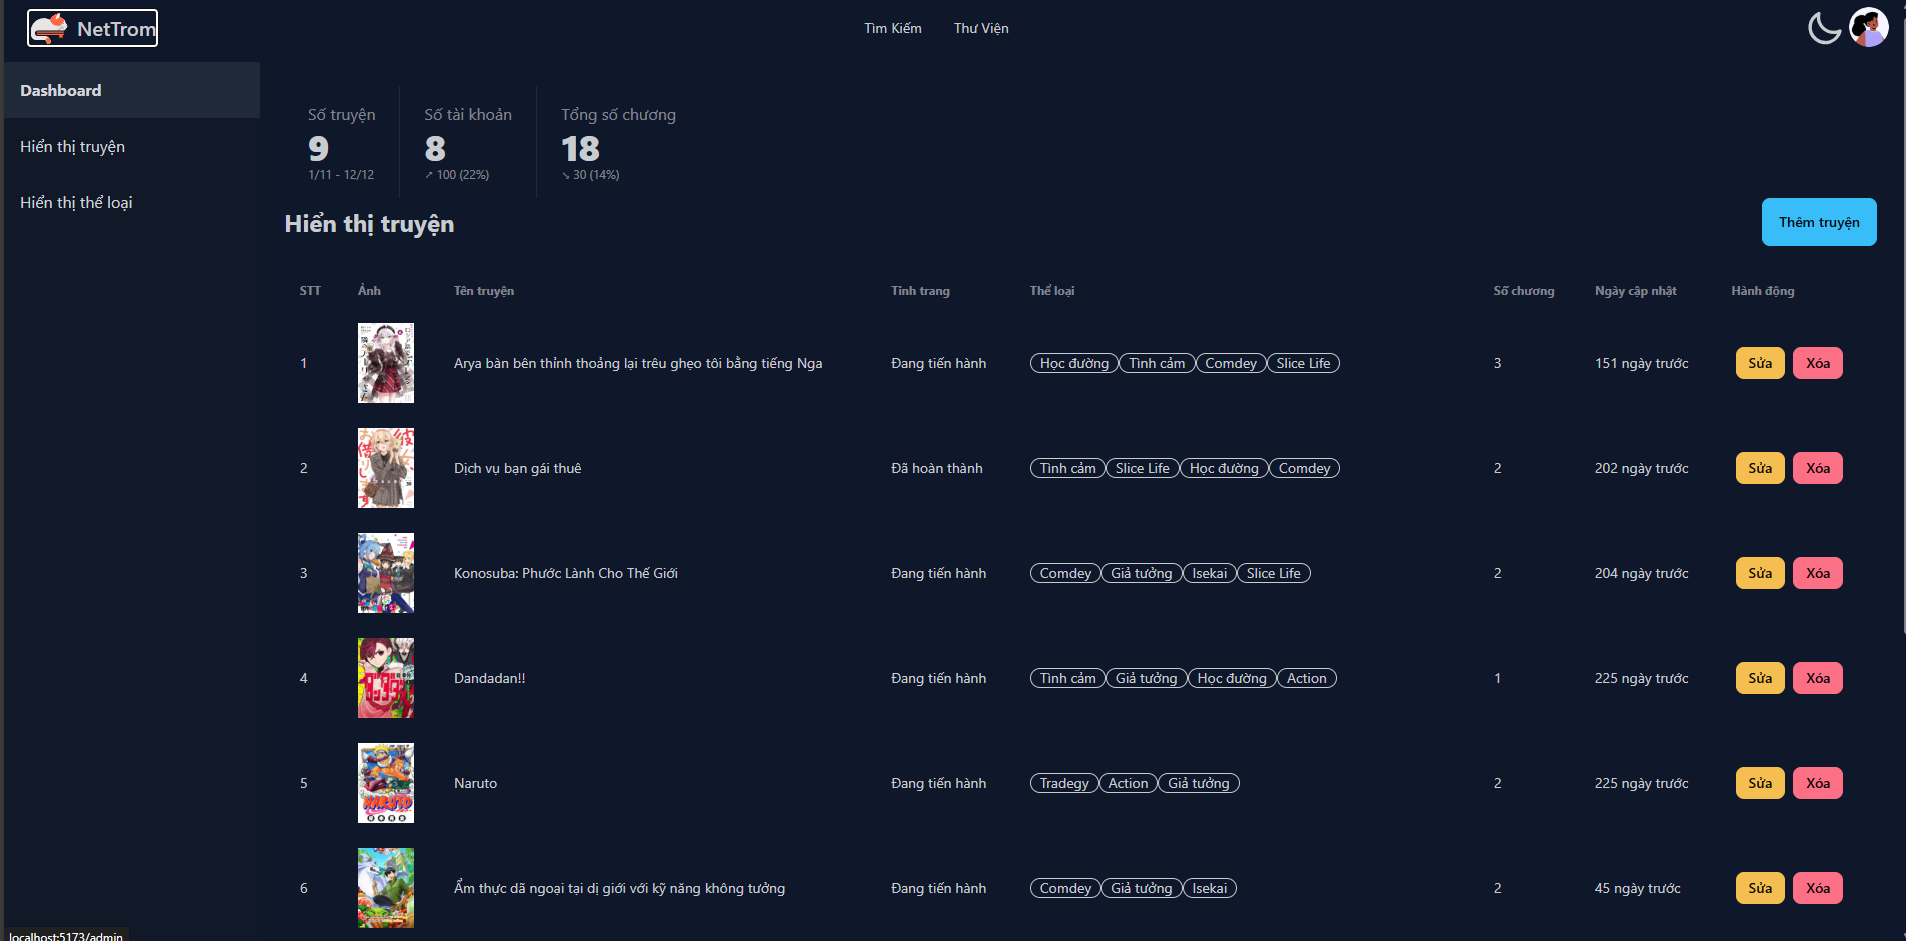 NetTrom
Tìm Kiếm
Thư Viện
Dashboard
Hiển thị truyện
Hiển thị thể loại
Số truyện
9
1/11 - 12/12
Số tài khoản
8
↗︎ 100 (22%)
Tổng số chương
18
↘︎ 30 (14%)
Hiển thị truyện
Thêm truyện
STT Ảnh Tên truyện Tình trang Thể loại Số chương Ngày cập nhật Hành động
1 Arya bàn bên thỉnh thoảng lại trêu ghẹo tôi bằng tiếng Nga Đang tiến hành Học đường Tình cảm Comdey Slice Life 3 151 ngày trước Sửa Xóa
2 Dịch vụ bạn gái thuê Đã hoàn thành Tình cảm Slice Life Học đường Comdey 2 202 ngày trước Sửa Xóa
3 Konosuba: Phước Lành Cho Thế Giới Đang tiến hành Comdey Giả tưởng Isekai Slice Life 2 204 ngày trước Sửa Xóa
4 Dandadan!! Đang tiến hành Tình cảm Giả tưởng Học đường Action 1 225 ngày trước Sửa Xóa
5 NARUTO Naruto Đang tiến hành Tradegy Action Giả tưởng 2 225 ngày trước Sửa Xóa
6 Ẩm thực dã ngoại tại dị giới với kỹ năng không tưởng Đang tiến hành Comdey Giả tưởng Isekai 2 45 ngày trước Sửa Xóa
localhost:5173/admin